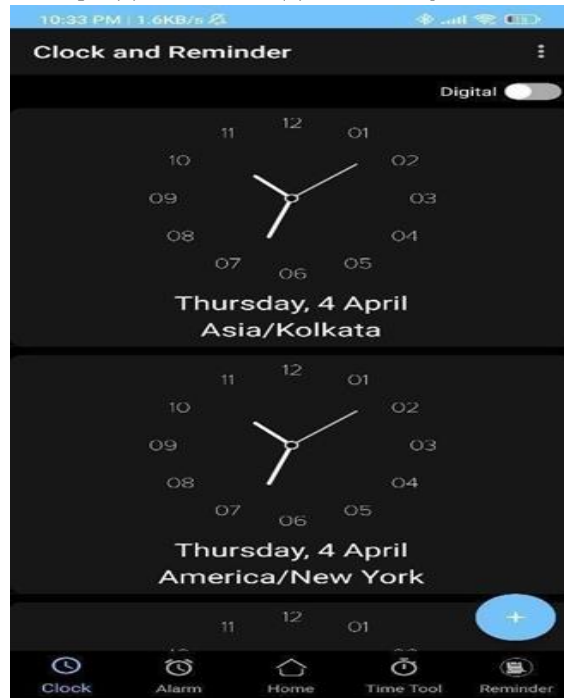 10:33 PM | 1.6KB/s
Clock and Reminder
Digital
12
11 01
10 02
09 03
08 04
07 05
06
Thursday, 4 April
Asia/Kolkata
12
11 01
10 02
09 03
08 04
07 05
06
Thursday, 4 April
America/New York
12
11 01
+
Clock Alarm Home Time Tool Reminder